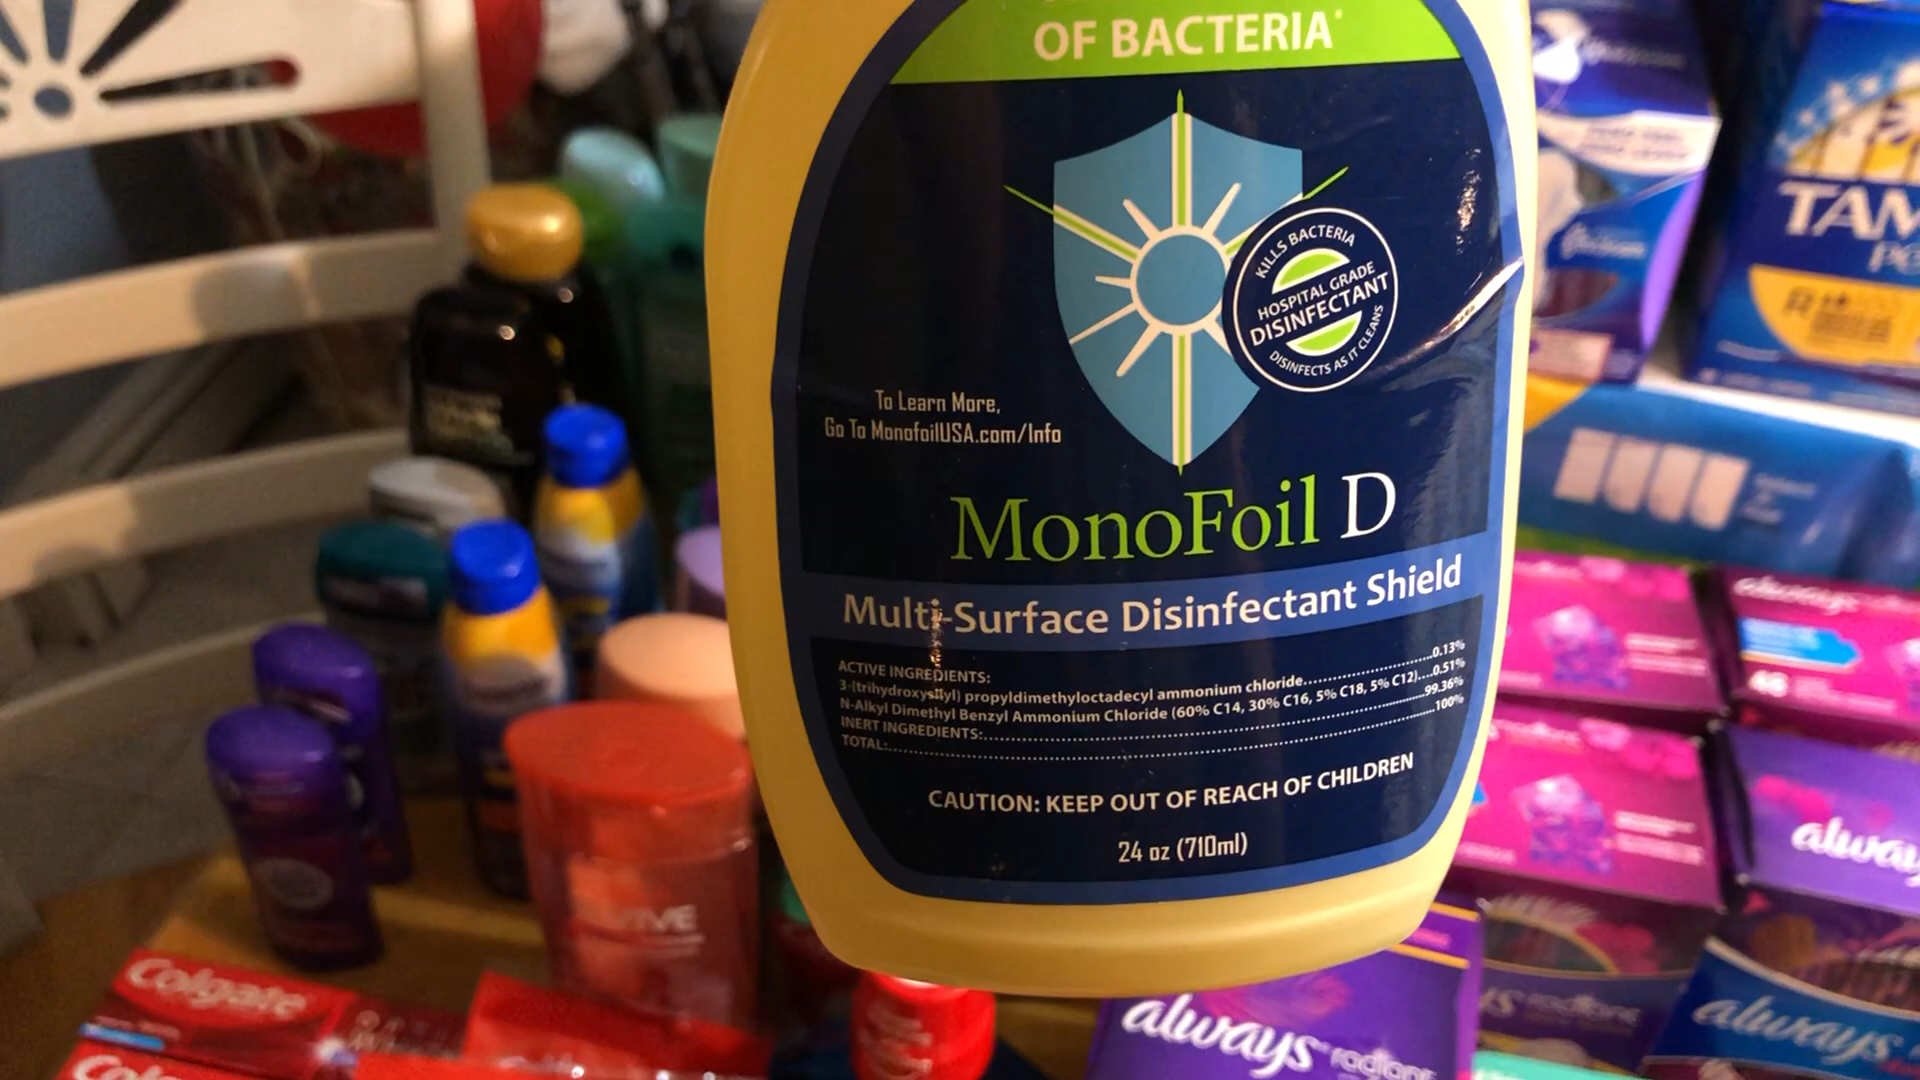 OF BACTERIA*
KILLS BACTERIA
HOSPITAL GRADE
DISINFECTANT
DISINFECTS AS IT CLEANS
To Learn More,
Go To MonofoilUSA.com/Info
MonoFoil D
Multi-Surface Disinfectant Shield
ACTIVE INGREDIENTS:
3-(trihydroxysilyl) propyldimethyloctadecyl ammonium chloride....................0.13%
N-Alkyl Dimethyl Benzyl Ammonium Chloride (60% C14, 30% C16, 5% C18, 5% C12)....0.51%
INERT INGREDIENTS:....................99.36%
TOTAL:....................100%
CAUTION: KEEP OUT OF REACH OF CHILDREN
24 oz (710ml)
TAM
always
always
Colgate
always radiant
always